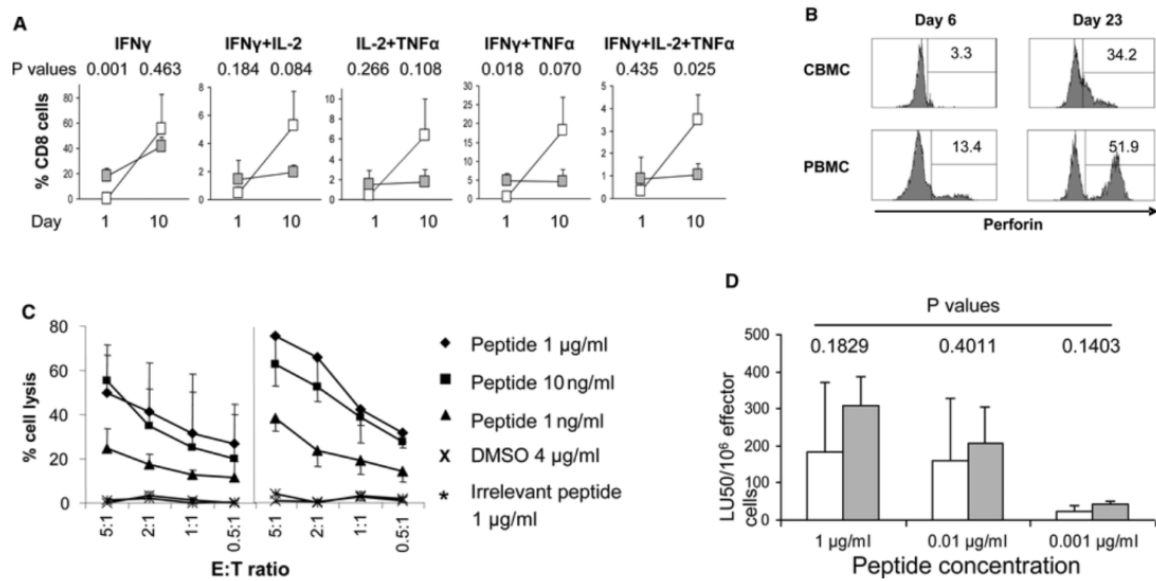 A
IFNγ IFNγ+IL-2 IL-2+TNFα IFNγ+TNFα IFNγ+IL-2+TNFα
P values 0.001 0.463 0.184 0.084 0.266 0.108 0.018 0.070 0.435 0.025
% CD8 cells
80 60 40 20 0
8 6 4 2 0
10 8 6 4 2 0
30 25 20 15 10 5 0
5 4 3 2 1 0
Day 1 10 1 10 1 10 1 10 1 10
B
Day 6 Day 23
CBMC 3.3 34.2
PBMC 13.4 51.9
Perforin
C
% cell lysis
80
60
40
20
0
5:1 2:1 1:1 0.5:1 5:1 2:1 1:1 0.5:1
E:T ratio
Peptide 1 μg/ml
Peptide 10 ng/ml
Peptide 1 ng/ml
X DMSO 4 μg/ml
* Irrelevant peptide
1 μg/ml
D
P values
0.1829 0.4011 0.1403
LU50/10⁶ effector
cells
500
400
300
200
100
0
1 μg/ml 0.01 μg/ml 0.001 μg/ml
Peptide concentration